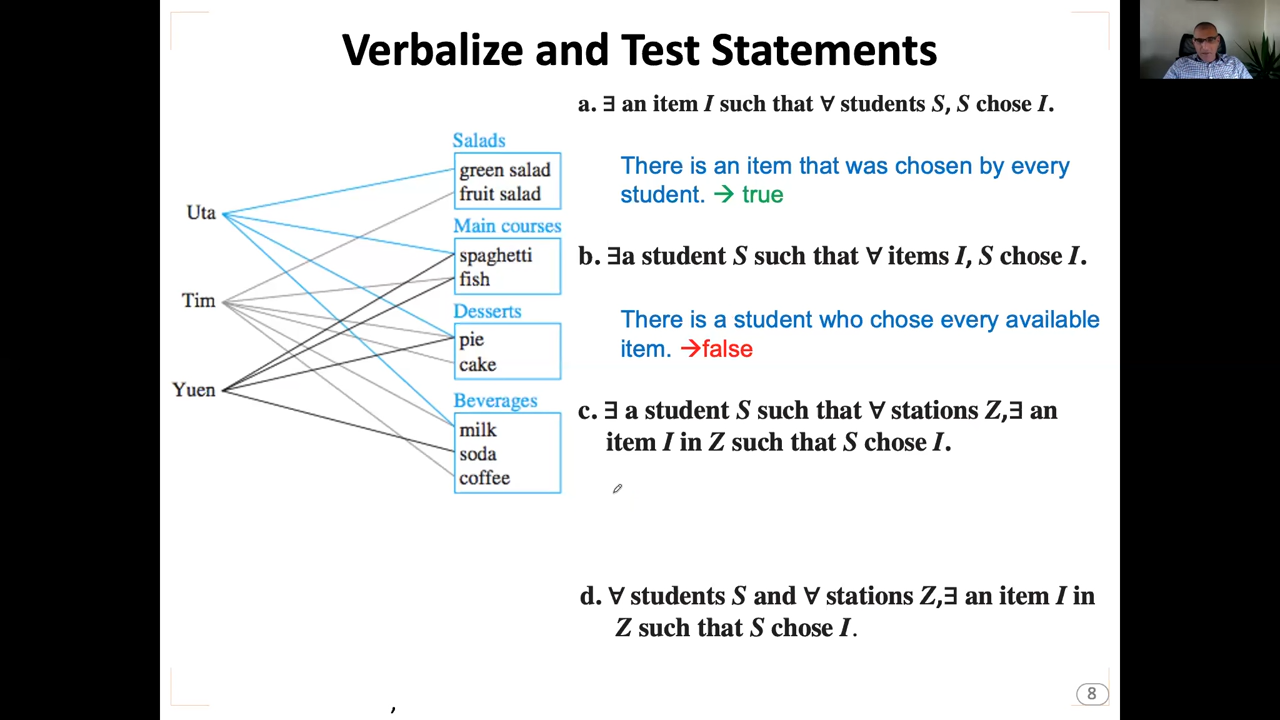 Verbalize and Test Statements
a. ∃ an item I such that ∀ students S, S chose I.
Salads
green salad
fruit salad
There is an item that was chosen by every
student. → true
Uta
Main courses
spaghetti
fish
b. ∃a student S such that ∀ items I, S chose I.
Tim
Desserts
pie
cake
There is a student who chose every available
item. →false
Yuen
Beverages
milk
soda
coffee
c. ∃ a student S such that ∀ stations Z,∃ an
item I in Z such that S chose I.
d. ∀ students S and ∀ stations Z,∃ an item I in
Z such that S chose I.
8
,